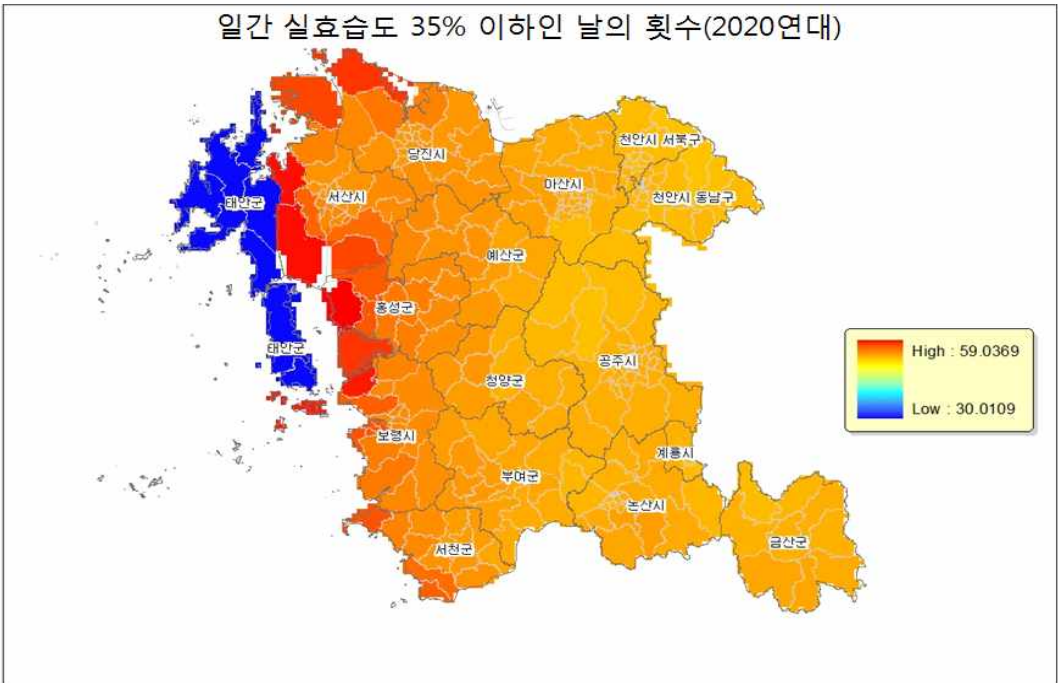 일간 실효습도 35% 이하인 날의 횟수(2020연대)
천안시 서북구
당진시
아산시
천안시 동남구
태안군
서산시
예산군
홍성군
태안군
공주시
청양군
보령시
계룡시
부여군
논산시
서천군
금산군
High : 59.0369
Low : 30.0109